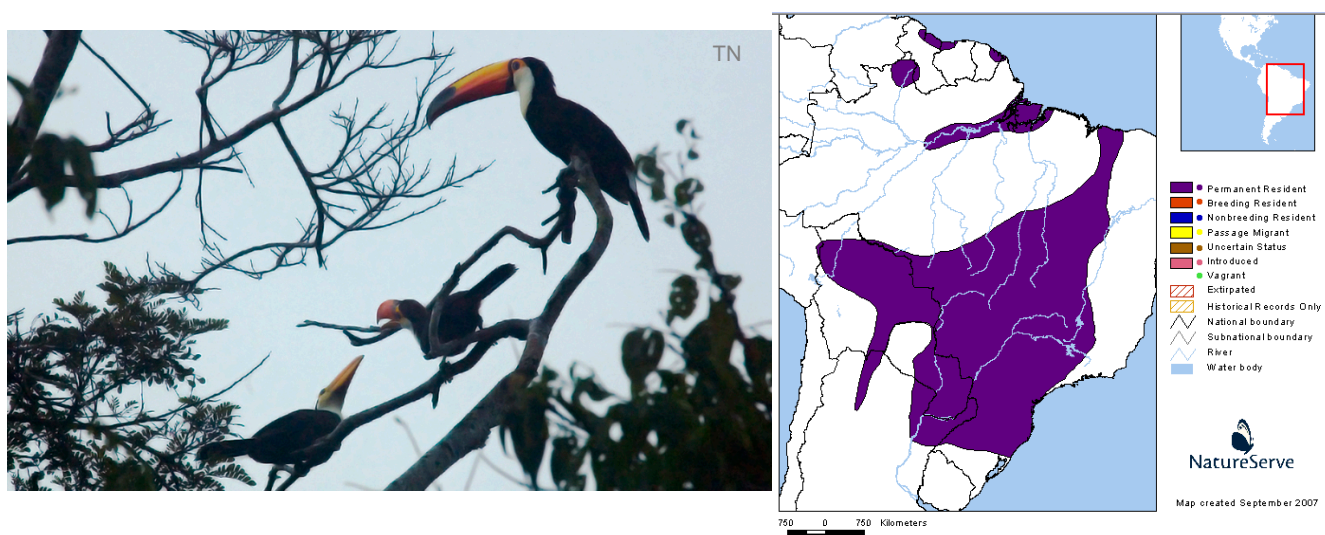 TN
Permanent Resident
Breeding Resident
Nonbreeding Resident
Passage Migrant
Uncertain Status
Introduced
Vagrant
Extirpated
Historical Records Only
National boundary
Subnational boundary
River
Water body
NatureServe
Map created September 2007
750 0 750 Kilometers